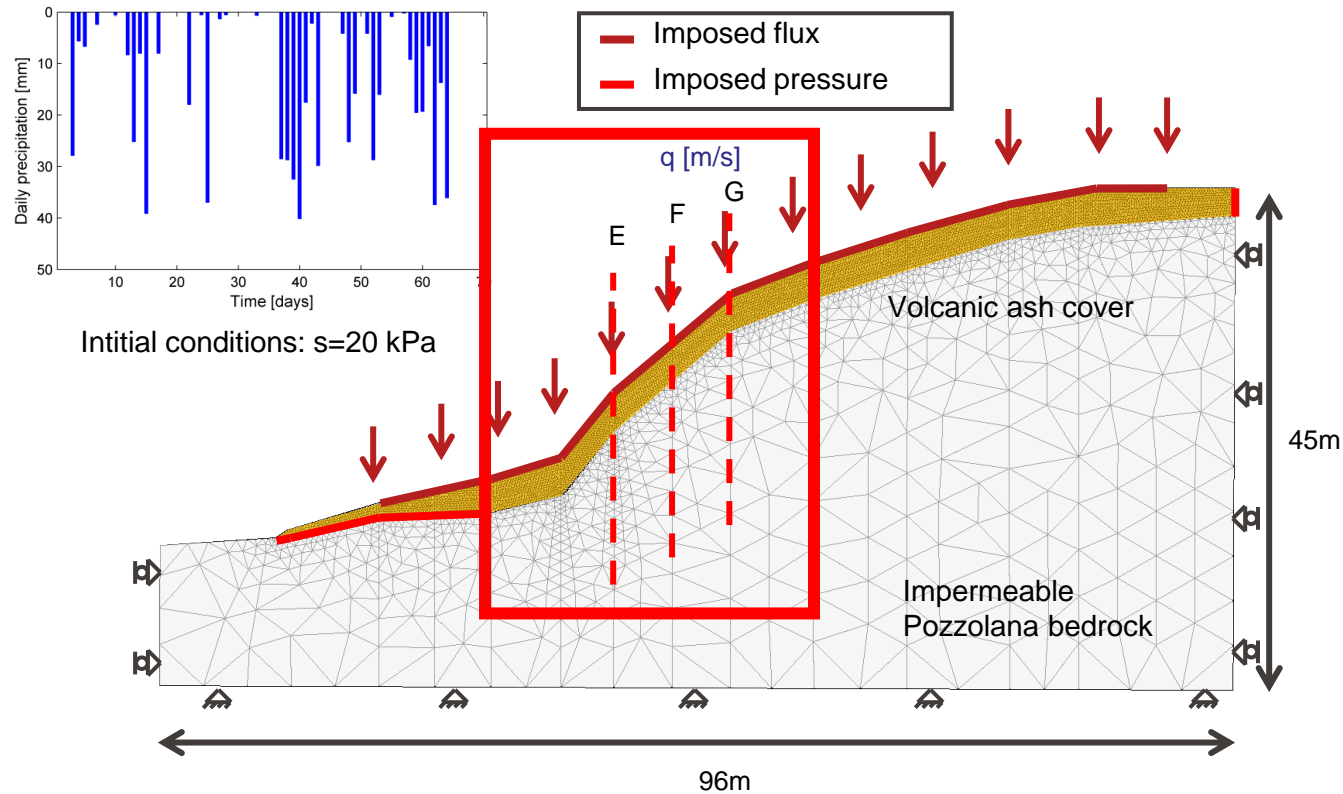 0
10
20
30
40
50
Daily precipitation [mm]
0
10
20
30
40
50
60
Time [days]
Intitial conditions: s=20 kPa
Imposed flux
Imposed pressure
q [m/s]
E
F
G
Volcanic ash cover
45m
Impermeable
Pozzolana bedrock
96m